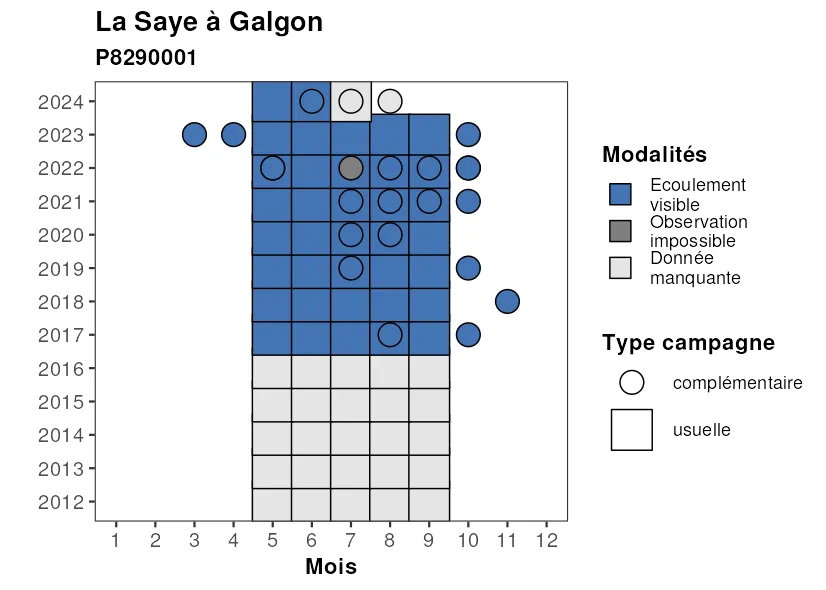 La Saye à Galgon
P8290001
2024
2023
2022
2021
2020
2019
2018
2017
2016
2015
2014
2013
2012
1 2 3 4 5 6 7 8 9 10 11 12
Mois
Modalités
Ecoulement
visible
Observation
impossible
Donnée
manquante
Type campagne
complémentaire
usuelle